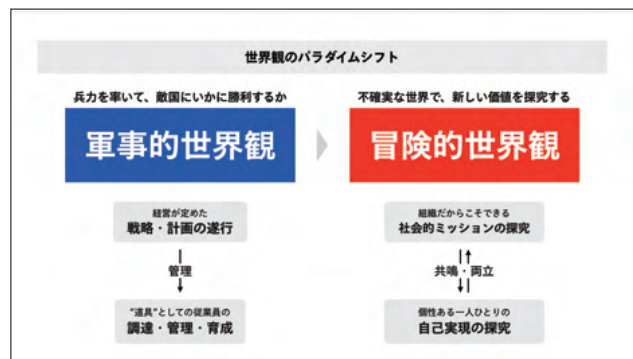 世界観のパラダイムシフト
兵力を率いて、敵国にいかに勝利するか
軍事的世界観
経営が定めた
戦略・計画の遂行
管理
"道具"としての従業員の
調達・管理・育成
不確実な世界で、新しい価値を探究する
冒険的世界観
組織だからこそできる
社会的ミッションの探究
共鳴・両立
個性ある一人ひとりの
自己実現の探究